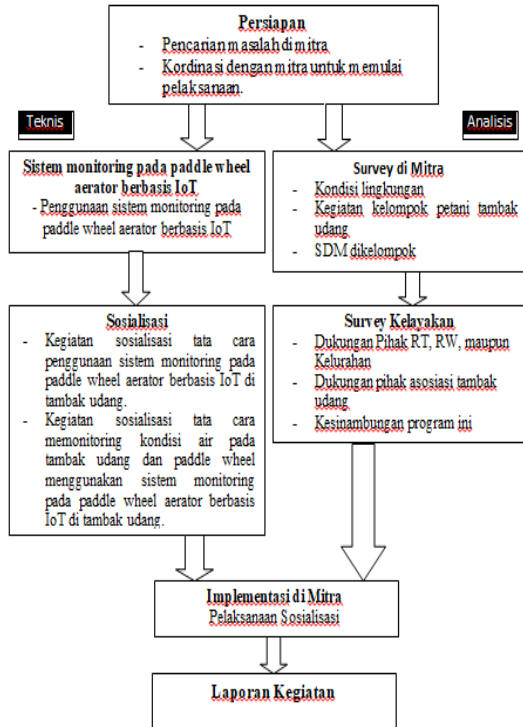 Persiapan
- Pencarian masalah di mitra
- Kordinasi dengan mitra untuk memulai
pelaksanaan.
Teknis
Analisis
Sistem monitoring pada paddle wheel
aerator berbasis IoT
- Penggunaan sistem monitoring pada
paddle wheel aerator berbasis IoT
Survey di Mitra
- Kondisi lingkungan
- Kegiatan kelompok petani tambak
udang
- SDM dikelompok
Sosialisasi
- Kegiatan sosialisasi tata cara
penggunaan sistem monitoring pada
paddle wheel aerator berbasis IoT di
tambak udang.
- Kegiatan sosialisasi tata cara
memonitoring kondisi air pada
tambak udang dan paddle wheel
menggunakan sistem monitoring
pada paddle wheel aerator berbasis
IoT di tambak udang.
Survey Kelayakan
- Dukungan Pihak RT, RW, maupun
Kelurahan
- Dukungan pihak asosiasi tambak
udang
- Kesinambungan program ini
Implementasi di Mitra
Pelaksanaan Sosialisasi
Laporan Kegiatan